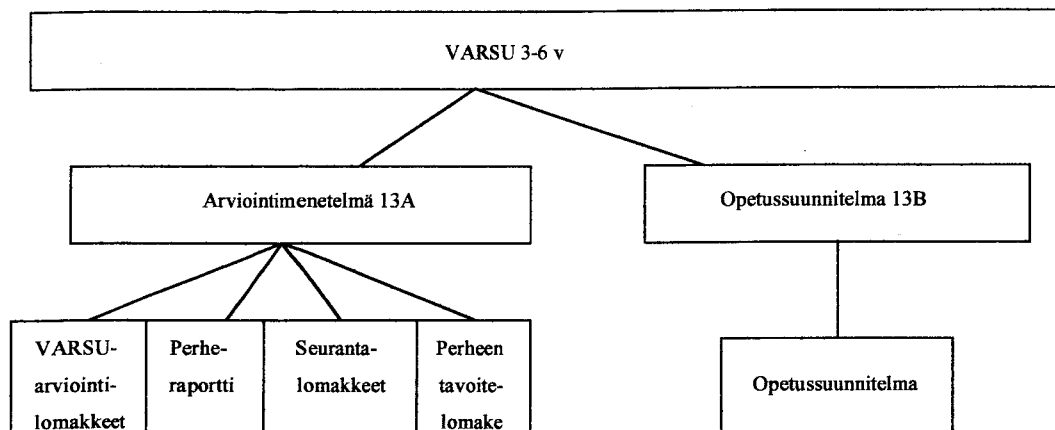 VARSU 3-6 v
Arviointimenetelmä 13A
Opetussuunnitelma 13B
VARSU-
arviointi-
lomakkeet
Perhe-
raportti
Seuranta-
lomakkeet
Perheen
tavoite-
lomake
Opetussuunnitelma